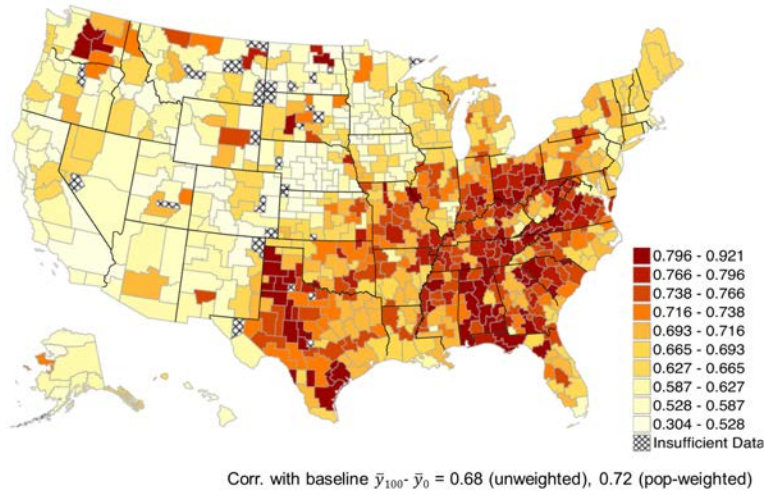 0.796 - 0.921
0.766 - 0.796
0.738 - 0.766
0.716 - 0.738
0.693 - 0.716
0.665 - 0.693
0.627 - 0.665
0.587 - 0.627
0.528 - 0.587
0.304 - 0.528
Insufficient Data
Corr. with baseline ȳ₁₀₀- ȳ₀ = 0.68 (unweighted), 0.72 (pop-weighted)